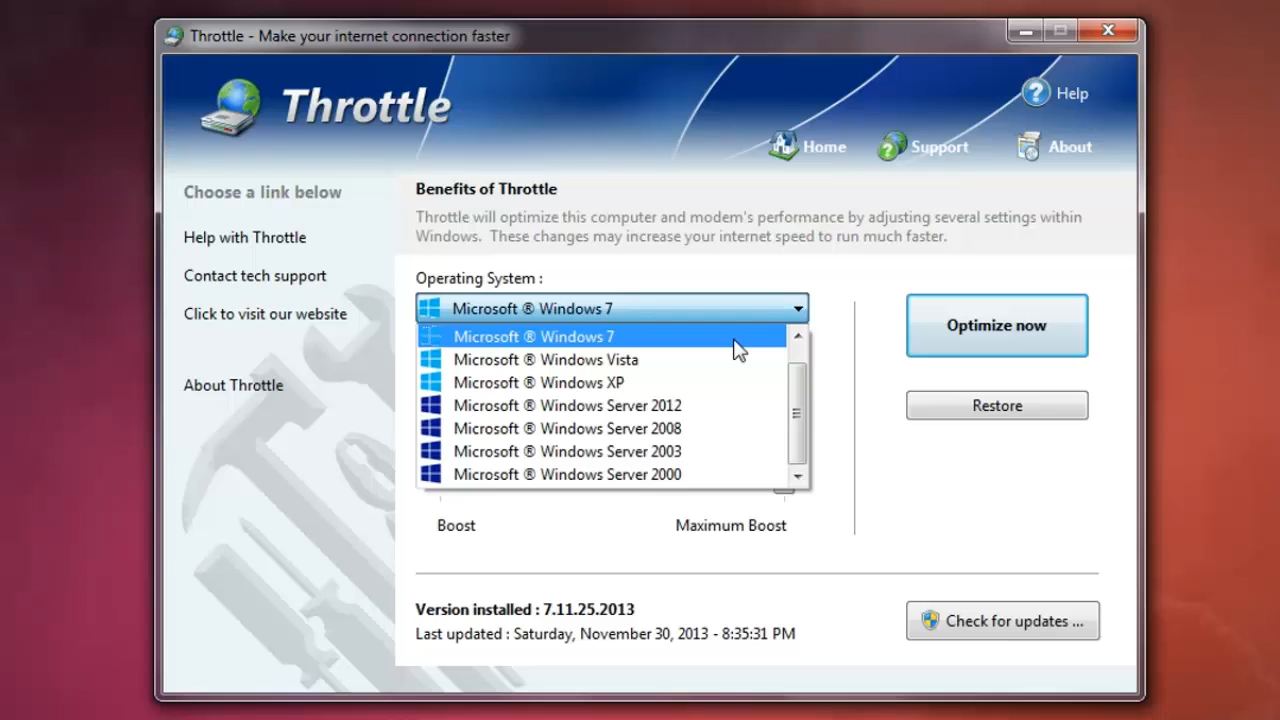 Throttle - Make your internet connection faster
Throttle
Help
Home
Support
About
Choose a link below
Help with Throttle
Contact tech support
Click to visit our website
About Throttle
Benefits of Throttle
Throttle will optimize this computer and modem's performance by adjusting several settings within
Windows. These changes may increase your internet speed to run much faster.
Operating System :
Microsoft ® Windows 7
Microsoft ® Windows 7
Microsoft ® Windows Vista
Microsoft ® Windows XP
Microsoft ® Windows Server 2012
Microsoft ® Windows Server 2008
Microsoft ® Windows Server 2003
Microsoft ® Windows Server 2000
Boost
Maximum Boost
Optimize now
Restore
Version installed : 7.11.25.2013
Last updated : Saturday, November 30, 2013 - 8:35:31 PM
Check for updates ...